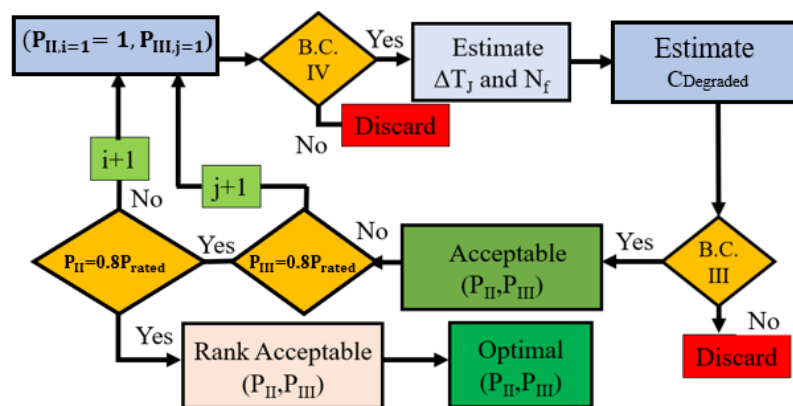 (P_II,i=1 = 1, P_III,j=1)
B.C.
IV
Yes
Estimate
ΔT_J and N_f
Estimate
C_Degraded
No
Discard
i+1
j+1
No
P_II=0.8P_rated
Yes
P_III=0.8P_rated
No
Acceptable
(P_II,P_III)
Yes
B.C.
III
No
Discard
Yes
Rank Acceptable
(P_II,P_III)
Optimal
(P_II,P_III)